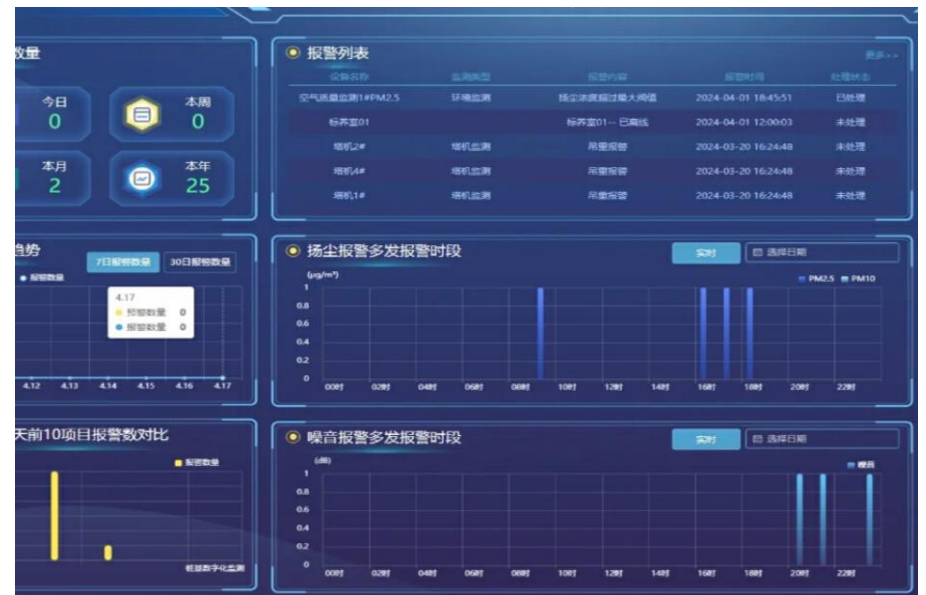 数量
今日
0
本周
0
本月
2
本年
25
报警列表
更多>>
设备名称 监测类型 报警内容 报警时间 处理状态
空气质量监测1#PM2.5 环境监测 扬尘浓度超过最大阈值 2024-04-01 18:45:51 已处理
标养室01 标养室01-- 已离线 2024-04-01 12:00:03 未处理
塔机2# 塔机监测 吊重报警 2024-03-20 16:24:48 未处理
塔机4# 塔机监测 吊重报警 2024-03-20 16:24:48 未处理
塔机1# 塔机监测 吊重报警 2024-03-20 16:24:48 未处理
趋势
7日报警数量 30日报警数量
报警数量
4.17
预警数量 0
报警数量 0
4.12 4.13 4.14 4.15 4.16 4.17
扬尘报警多发报警时段
实时 选择日期
(μg/m³)
PM2.5 PM10
1
0.8
0.6
0.4
0.2
0
00时 02时 04时 06时 08时 10时 12时 14时 16时 18时 20时 22时
天前10项目报警数对比
报警数量
桩基数字化监测
噪音报警多发报警时段
实时 选择日期
(dB)
噪音
1
0.8
0.6
0.4
0.2
0
00时 02时 04时 06时 08时 10时 12时 14时 16时 18时 20时 22时